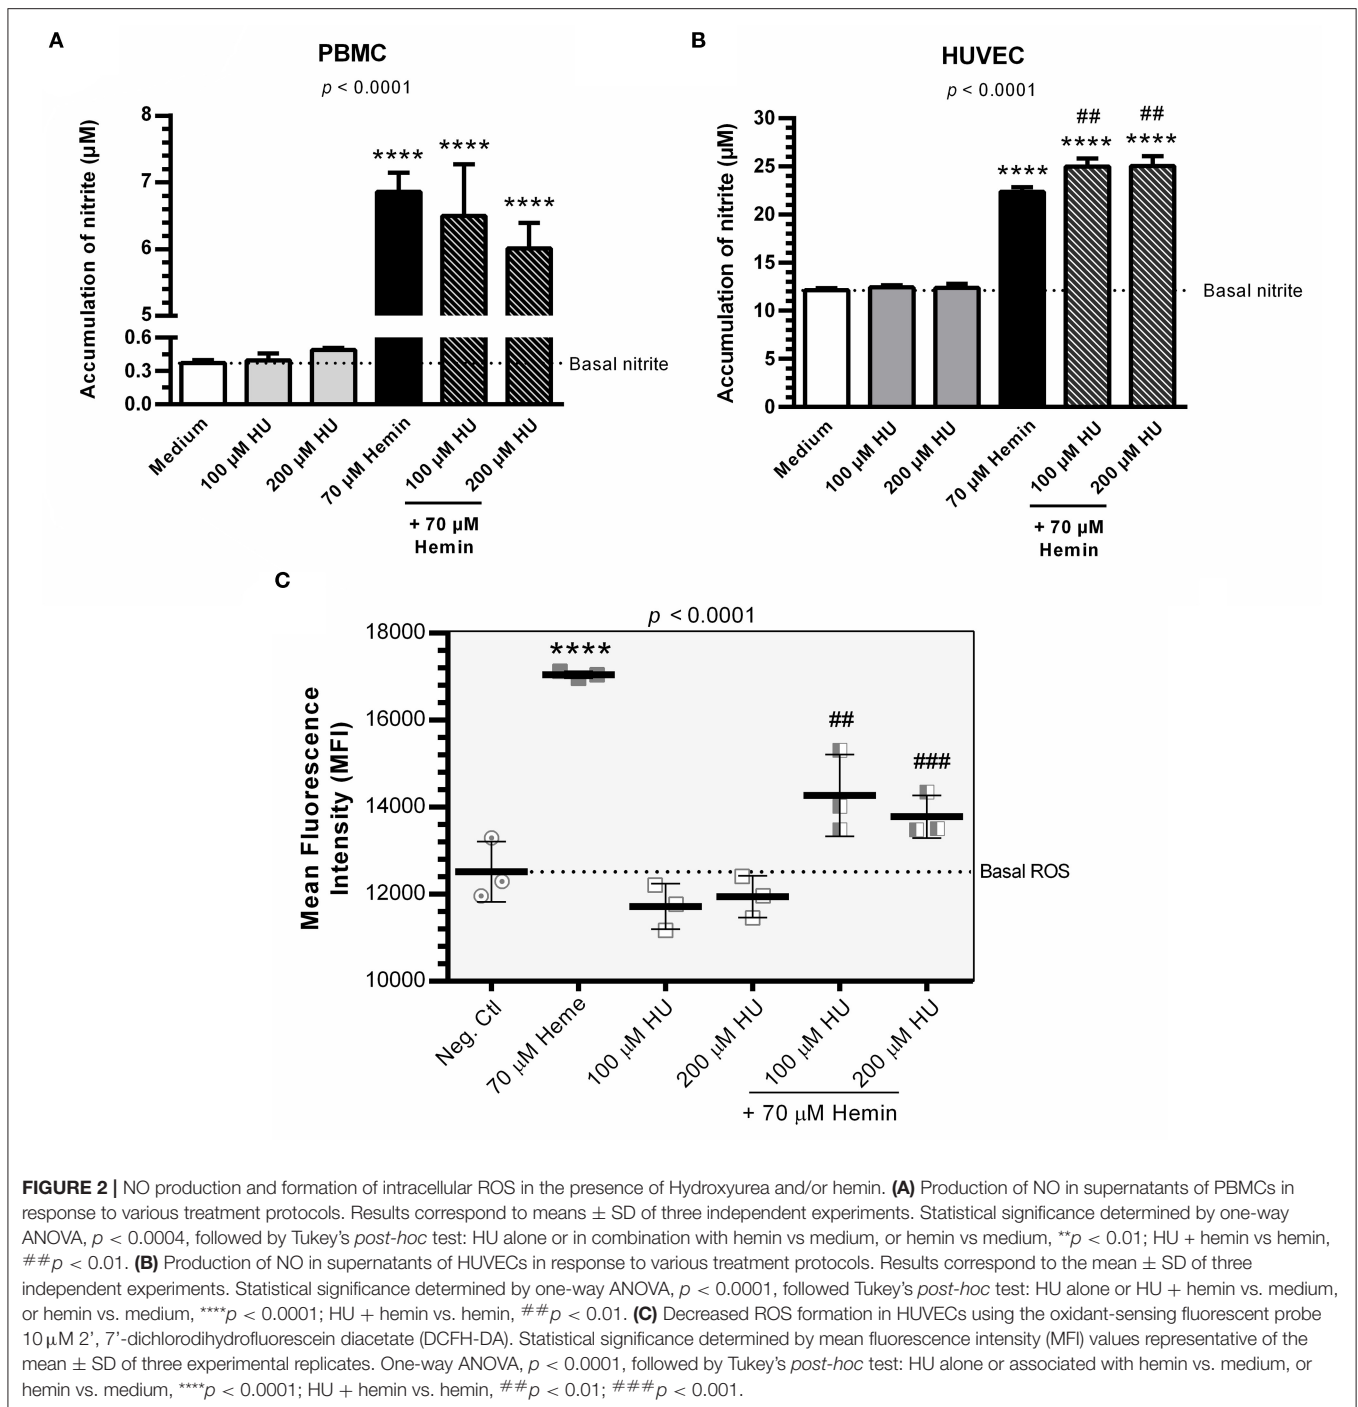 A
PBMC
p < 0.0001
Accumulation of nitrite (µM)
8
7
6
5
0.6
0.3
0.0
****
****
****
Basal nitrite
Medium
100 µM HU
200 µM HU
70 µM Hemin
100 µM HU
200 µM HU
+ 70 µM
Hemin
B
HUVEC
p < 0.0001
Accumulation of nitrite (µM)
30
25
20
15
10
5
0
##
##
****
****
****
Basal nitrite
Medium
100 µM HU
200 µM HU
70 µM Hemin
100 µM HU
200 µM HU
+ 70 µM
Hemin
C
p < 0.0001
Mean Fluorescence
Intensity (MFI)
18000
16000
14000
12000
10000
****
##
###
Basal ROS
Neg. Ctl
70 µM Heme
100 µM HU
200 µM HU
100 µM HU
200 µM HU
+ 70 µM Hemin
FIGURE 2 | NO production and formation of intracellular ROS in the presence of Hydroxyurea and/or hemin. (A) Production of NO in supernatants of PBMCs in
response to various treatment protocols. Results correspond to means ± SD of three independent experiments. Statistical significance determined by one-way
ANOVA, p < 0.0004, followed by Tukey's post-hoc test: HU alone or in combination with hemin vs medium, or hemin vs medium, **p < 0.01; HU + hemin vs hemin,
##p < 0.01. (B) Production of NO in supernatants of HUVECs in response to various treatment protocols. Results correspond to the mean ± SD of three
independent experiments. Statistical significance determined by one-way ANOVA, p < 0.0001, followed Tukey's post-hoc test: HU alone or HU + hemin vs. medium,
or hemin vs. medium, ****p < 0.0001; HU + hemin vs. hemin, ##p < 0.01. (C) Decreased ROS formation in HUVECs using the oxidant-sensing fluorescent probe
10 µM 2', 7'-dichlorodihydrofluorescein diacetate (DCFH-DA). Statistical significance determined by mean fluorescence intensity (MFI) values representative of the
mean ± SD of three experimental replicates. One-way ANOVA, p < 0.0001, followed by Tukey's post-hoc test: HU alone or associated with hemin vs. medium, or
hemin vs. medium, ****p < 0.0001; HU + hemin vs. hemin, ##p < 0.01; ###p < 0.001.